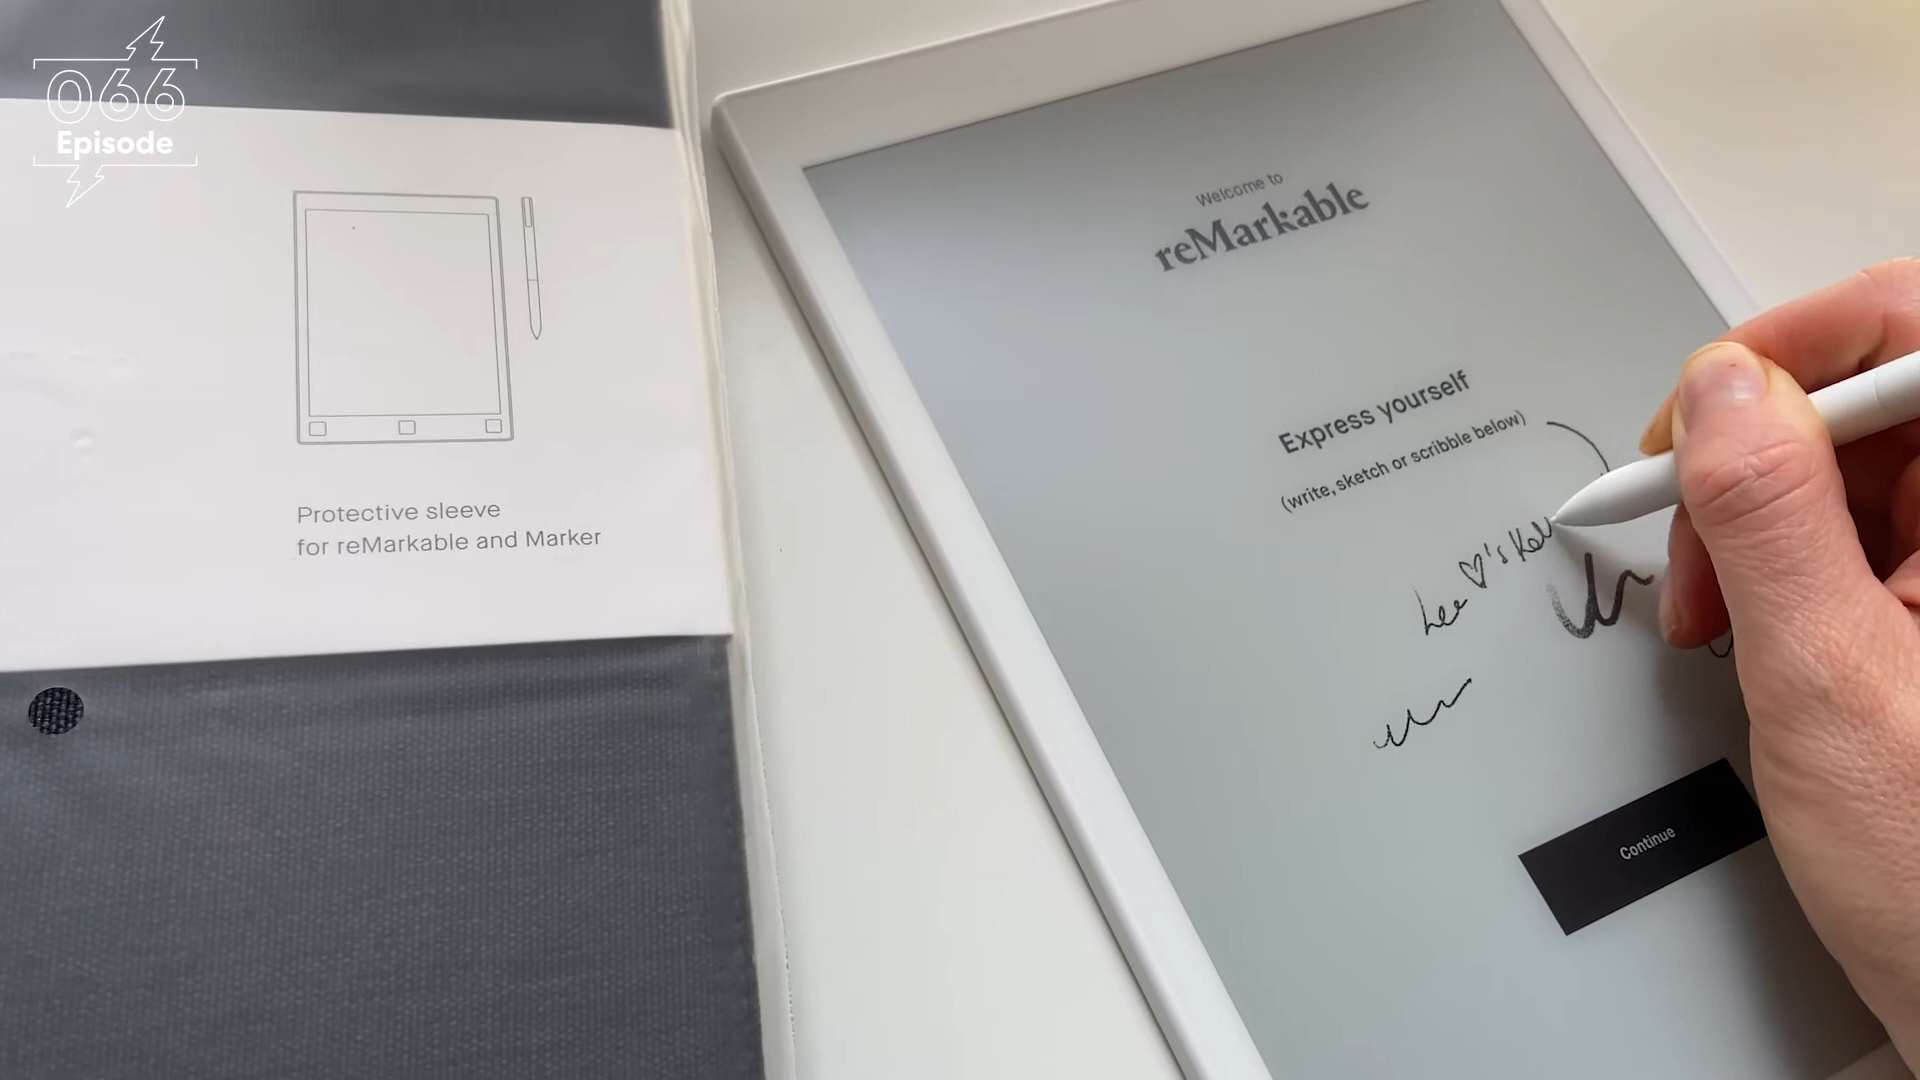 066
Episode
Protective sleeve
for reMarkable and Marker
Welcome to
reMarkable
Express yourself
(write, sketch or scribble below)
Lee ♡'s
Continue